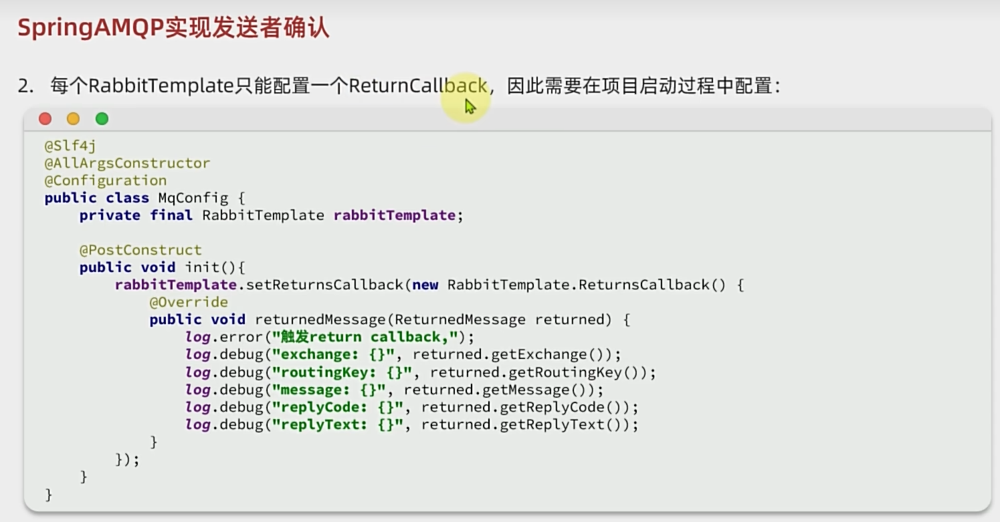 SpringAMQP实现发送者确认
2. 每个RabbitTemplate只能配置一个ReturnCallback，因此需要在项目启动过程中配置：
@Slf4j
@AllArgsConstructor
@Configuration
public class MqConfig {
    private final RabbitTemplate rabbitTemplate;
    @PostConstruct
    public void init(){
        rabbitTemplate.setReturnsCallback(new RabbitTemplate.ReturnsCallback() {
            @Override
            public void returnedMessage(ReturnedMessage returned) {
                log.error("触发return callback,");
                log.debug("exchange: {}", returned.getExchange());
                log.debug("routingKey: {}", returned.getRoutingKey());
                log.debug("message: {}", returned.getMessage());
                log.debug("replyCode: {}", returned.getReplyCode());
                log.debug("replyText: {}", returned.getReplyText());
            }
        });
    }
}